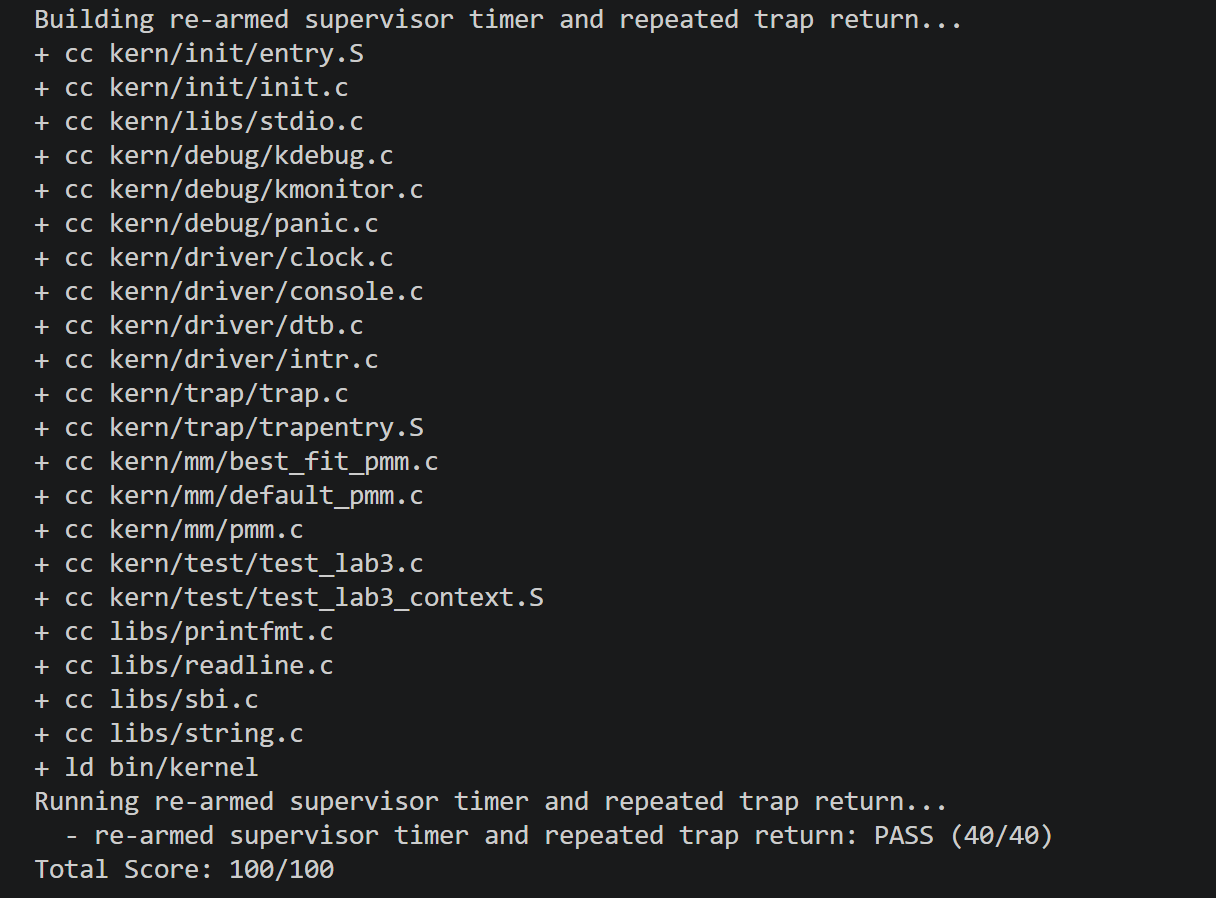 Building re-armed supervisor timer and repeated trap return...
+ cc kern/init/entry.S
+ cc kern/init/init.c
+ cc kern/libs/stdio.c
+ cc kern/debug/kdebug.c
+ cc kern/debug/kmonitor.c
+ cc kern/debug/panic.c
+ cc kern/driver/clock.c
+ cc kern/driver/console.c
+ cc kern/driver/dtb.c
+ cc kern/driver/intr.c
+ cc kern/trap/trap.c
+ cc kern/trap/trapentry.S
+ cc kern/mm/best_fit_pmm.c
+ cc kern/mm/default_pmm.c
+ cc kern/mm/pmm.c
+ cc kern/test/test_lab3.c
+ cc kern/test/test_lab3_context.S
+ cc libs/printfmt.c
+ cc libs/readline.c
+ cc libs/sbi.c
+ cc libs/string.c
+ ld bin/kernel
Running re-armed supervisor timer and repeated trap return...
  - re-armed supervisor timer and repeated trap return: PASS (40/40)
Total Score: 100/100